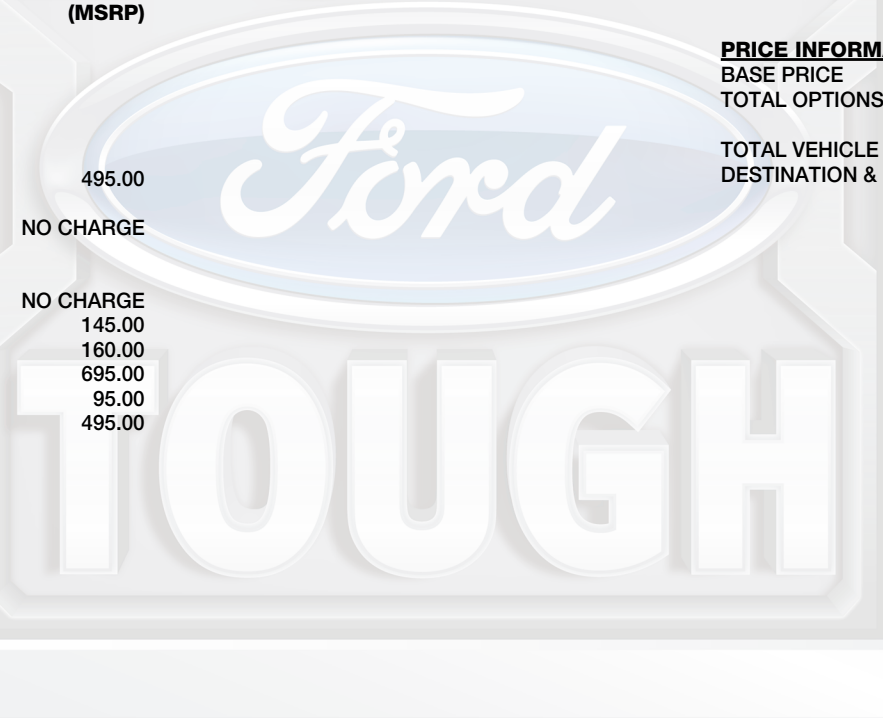 (MSRP)
495.00
NO CHARGE
NO CHARGE
145.00
160.00
695.00
95.00
495.00
PRICE INFORM
BASE PRICE
TOTAL OPTIONS
TOTAL VEHICLE
DESTINATION &
Ford
TOUGH